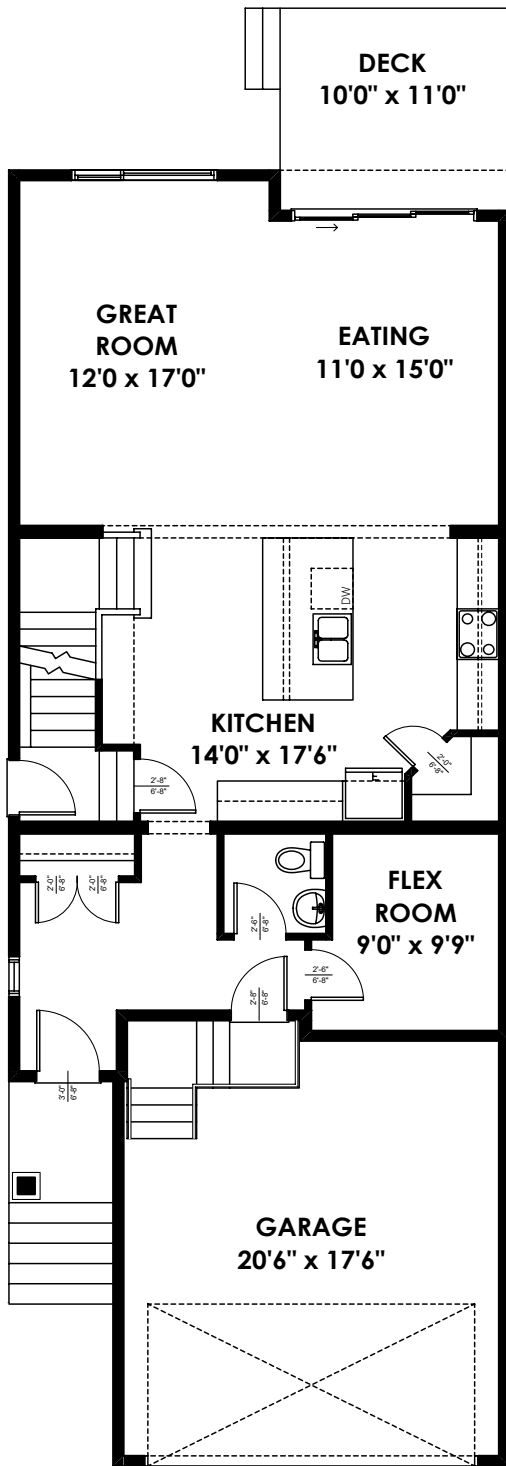 DECK
10'0" x 11'0"
GREAT
ROOM
12'0 x 17'0"
EATING
11'0 x 15'0"
DW
KITCHEN
14'0" x 17'6"
2'-0"
6'-8"
2'-8"
6'-8"
F
2'-0"
6'-8"
2'-0"
6'-8"
FLEX
ROOM
9'0" x 9'9"
2'-6"
6'-8"
2'-6"
6'-8"
2'-8"
6'-8"
3'-0"
6'-8"
GARAGE
20'6" x 17'6"